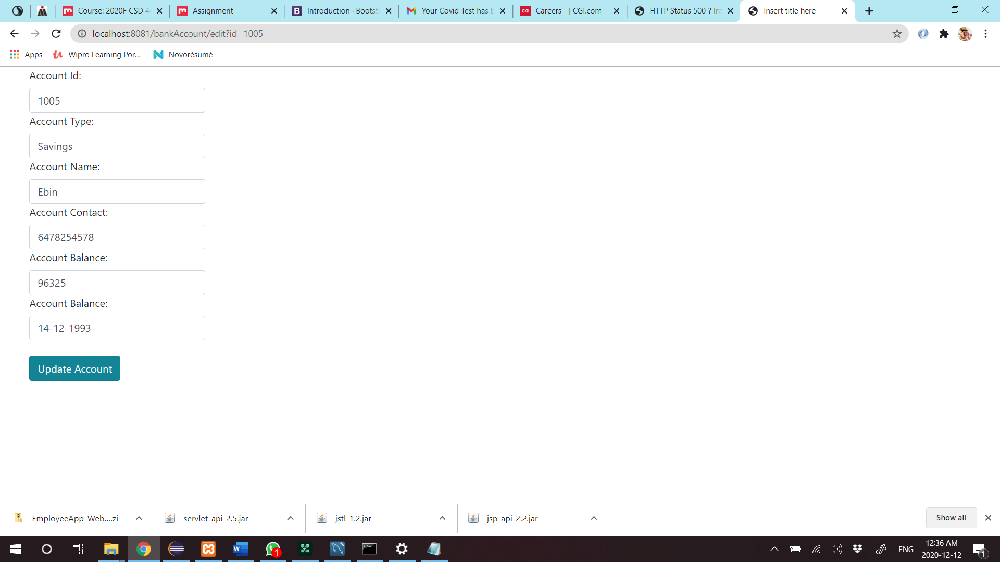 Course: 2020F CSD 4
Assignment
Introduction · Bootst
Your Covid Test has b
Careers - | CGI.com
HTTP Status 500 ? In
Insert title here
localhost:8081/bankAccount/edit?id=1005
Apps
Wipro Learning Por...
Novorésumé
Account Id:
1005
Account Type:
Savings
Account Name:
Ebin
Account Contact:
6478254578
Account Balance:
96325
Account Balance:
14-12-1993
Update Account
EmployeeApp_Web....zi
servlet-api-2.5.jar
jstl-1.2.jar
jsp-api-2.2.jar
Show all
ENG
12:36 AM
2020-12-12
1
1